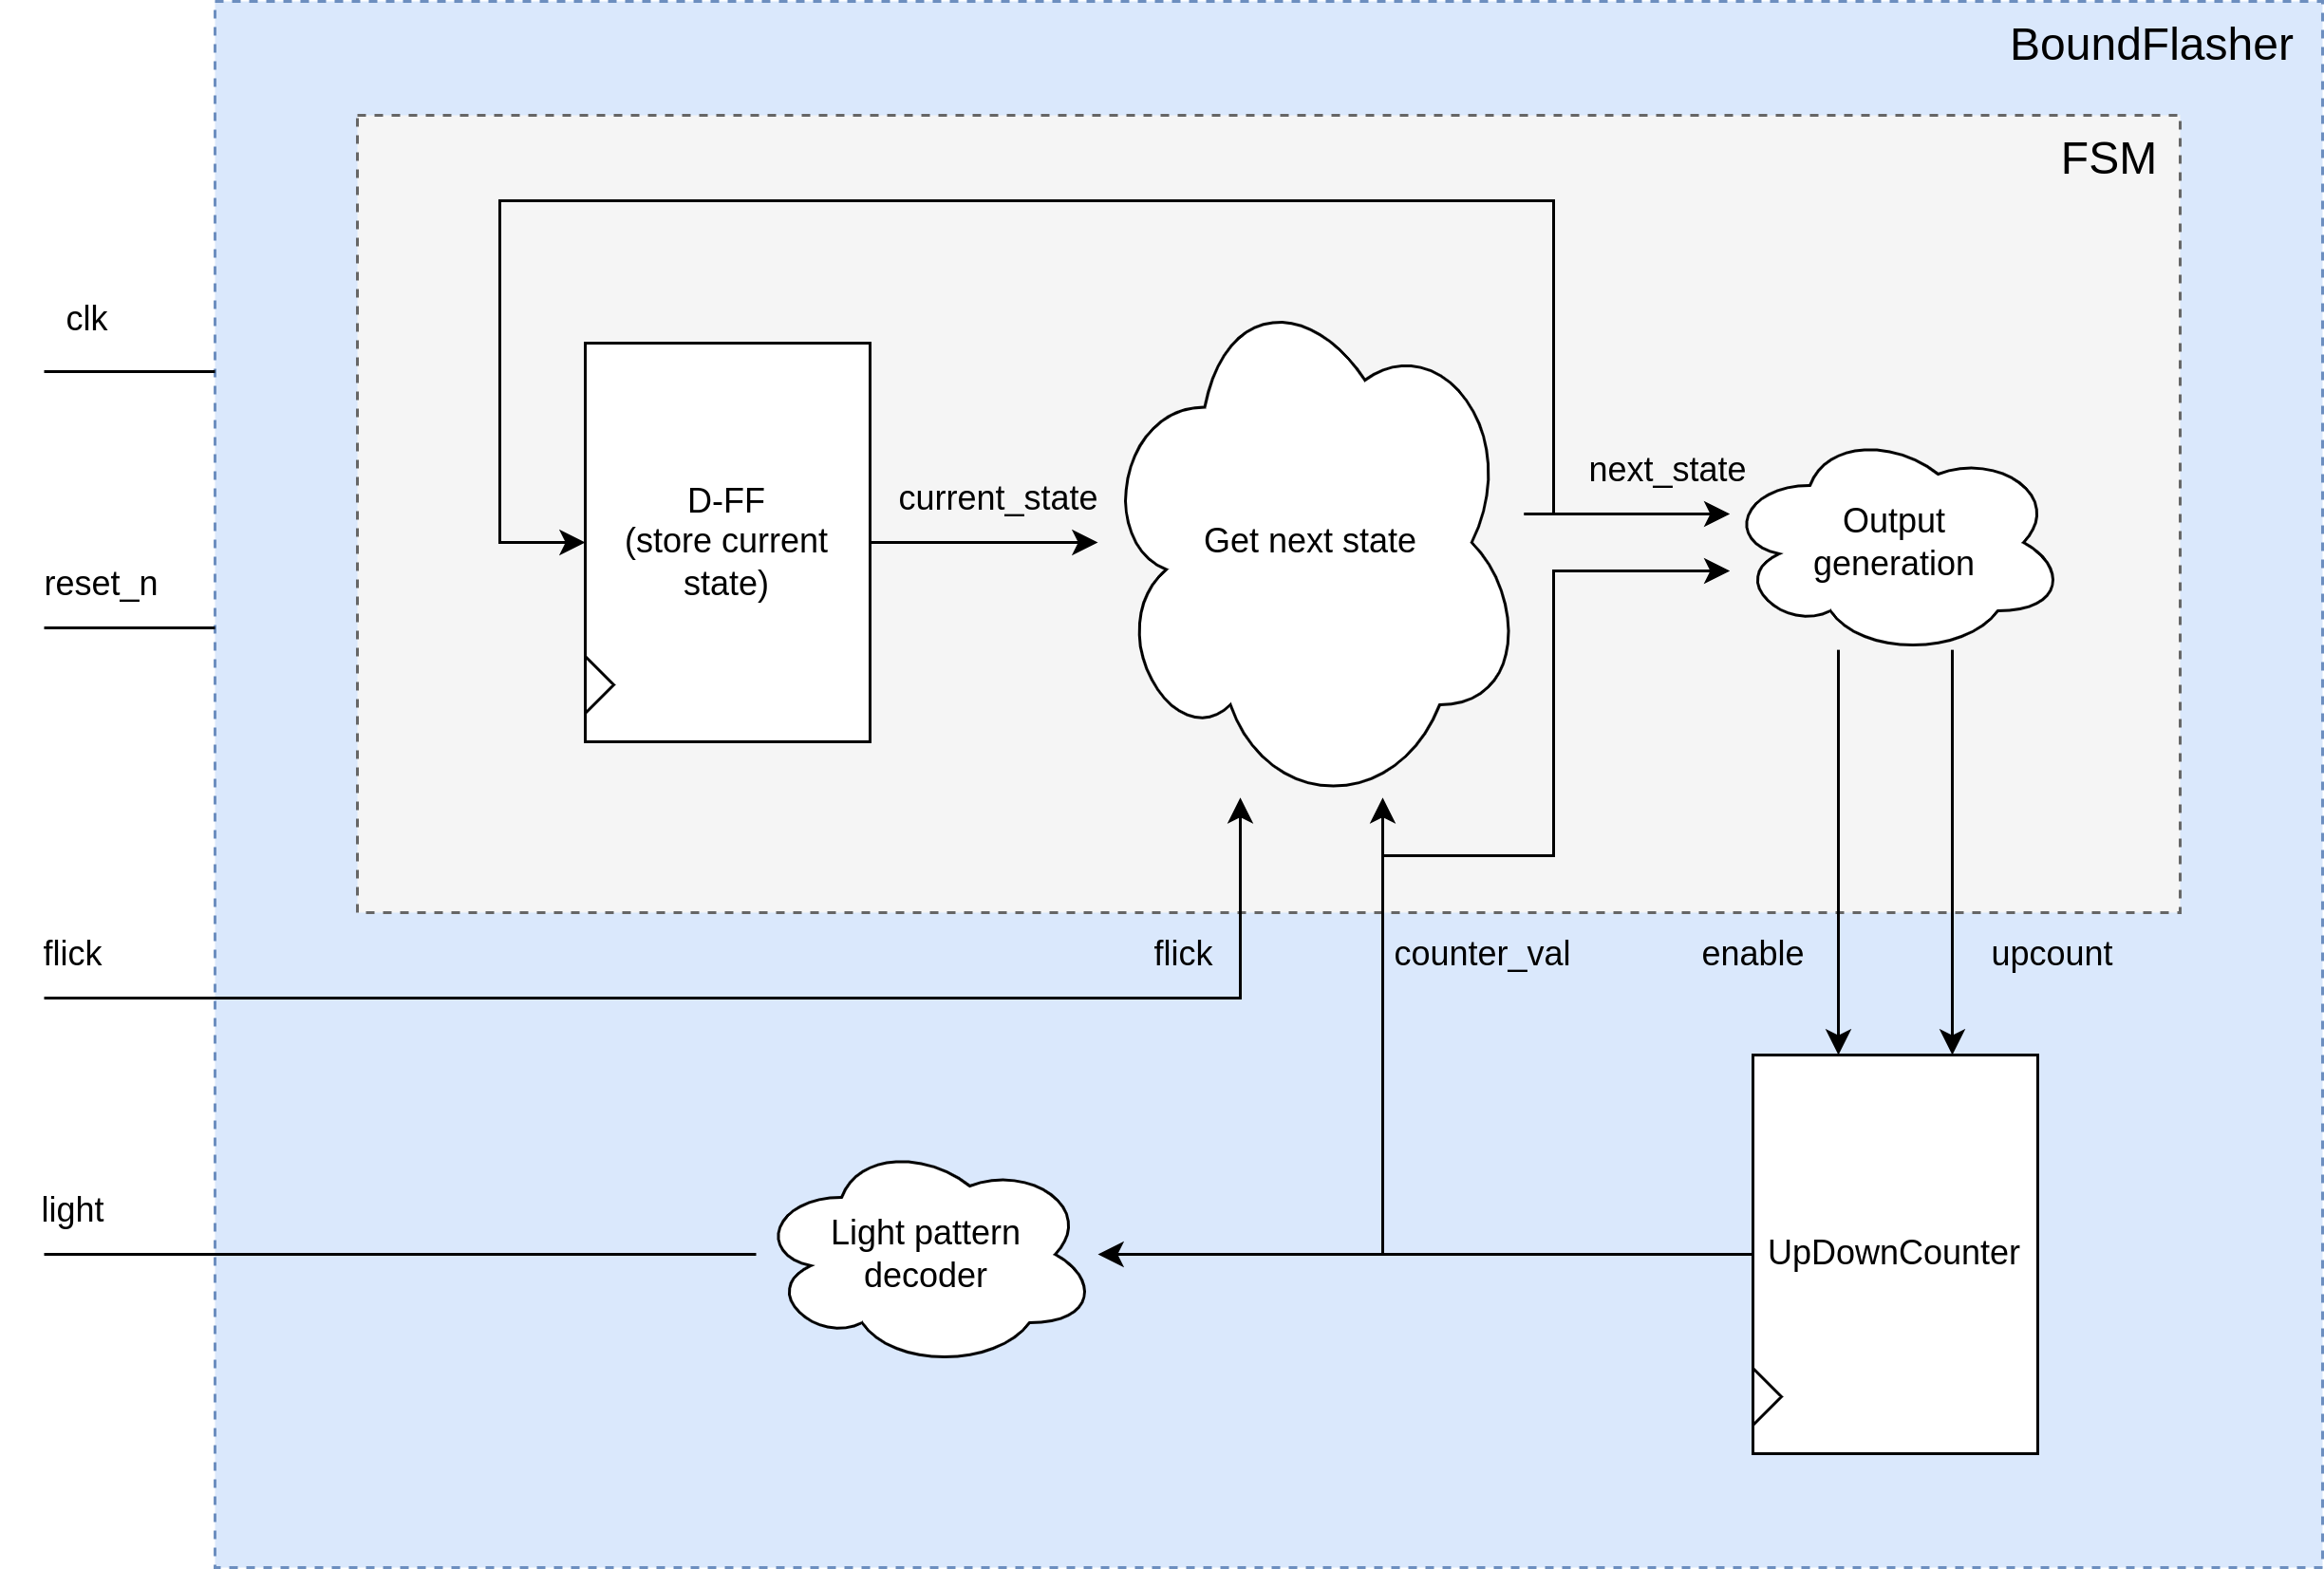 BoundFlasher
FSM
clk
next_state
current_state
D-FF
(store current
state)
Get next state
Output
generation
reset_n
flick
flick
counter_val
enable
upcount
light
Light pattern
decoder
UpDownCounter